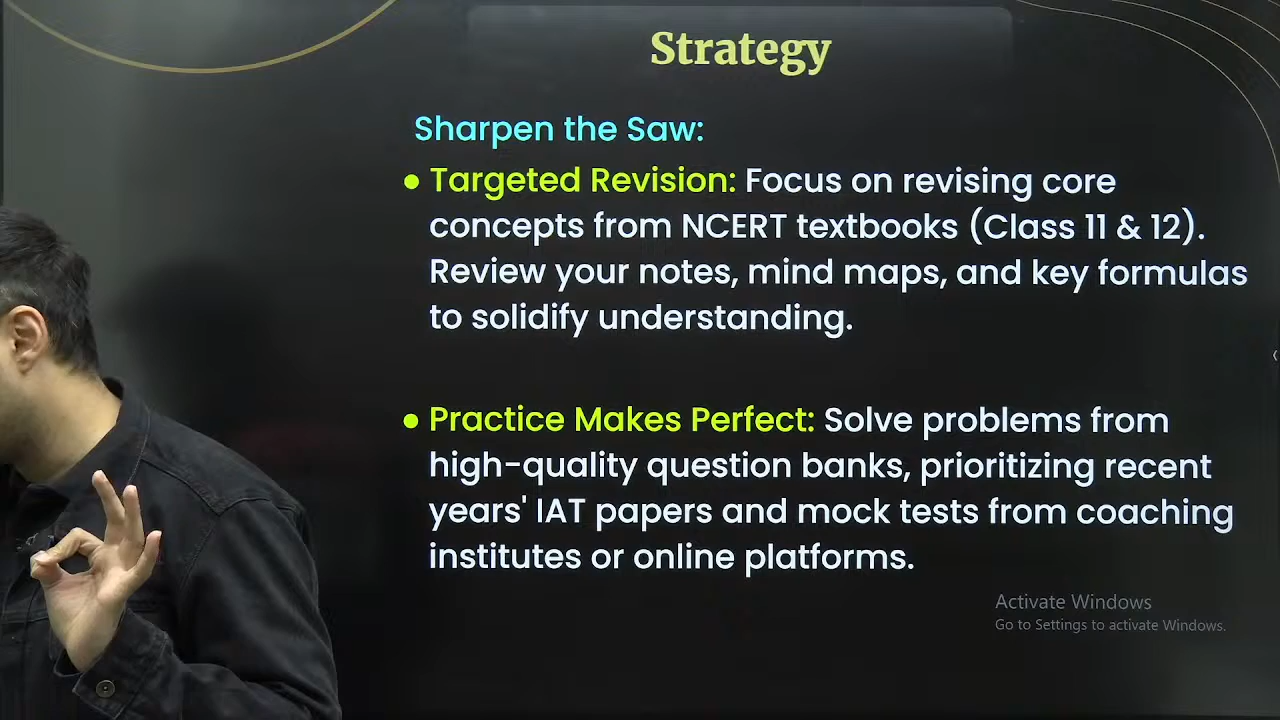 Strategy
Sharpen the Saw:
• Targeted Revision: Focus on revising core
concepts from NCERT textbooks (Class 11 & 12).
Review your notes, mind maps, and key formulas
to solidify understanding.
• Practice Makes Perfect: Solve problems from
high-quality question banks, prioritizing recent
years' IAT papers and mock tests from coaching
institutes or online platforms.
Activate Windows
Go to Settings to activate Windows.